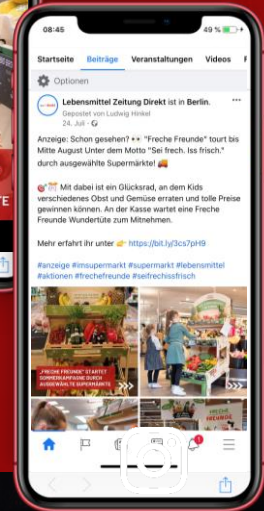 08:45
49 %
Startseite Beiträge Veranstaltungen Videos
Optionen
Lebensmittel Zeitung Direkt ist in Berlin.
Gepostet von Ludwig Hinkel
24. Juli ·
Anzeige: Schon gesehen? 👀 "Freche Freunde" tourt bis
Mitte August Unter dem Motto "Sei frech. Iss frisch."
durch ausgewählte Supermärkte! 🚚
🎯🎊 Mit dabei ist ein Glücksrad, an dem Kids
verschiedenes Obst und Gemüse erraten und tolle Preise
gewinnen können. An der Kasse wartet eine Freche
Freunde Wundertüte zum Mitnehmen.
Mehr erfahrt ihr unter 👉 https://bit.ly/3cs7pH9
#anzeige #imsupermarkt #supermarkt #lebensmittel
#aktionen #frechefreunde #seifrechissfrisch
„FRECHE FREUNDE" STARTET
SOMMERKAMPAGNE DURCH
AUSGEWÄHLTE SUPERMÄRKTE
FRECHE
FREUNDE